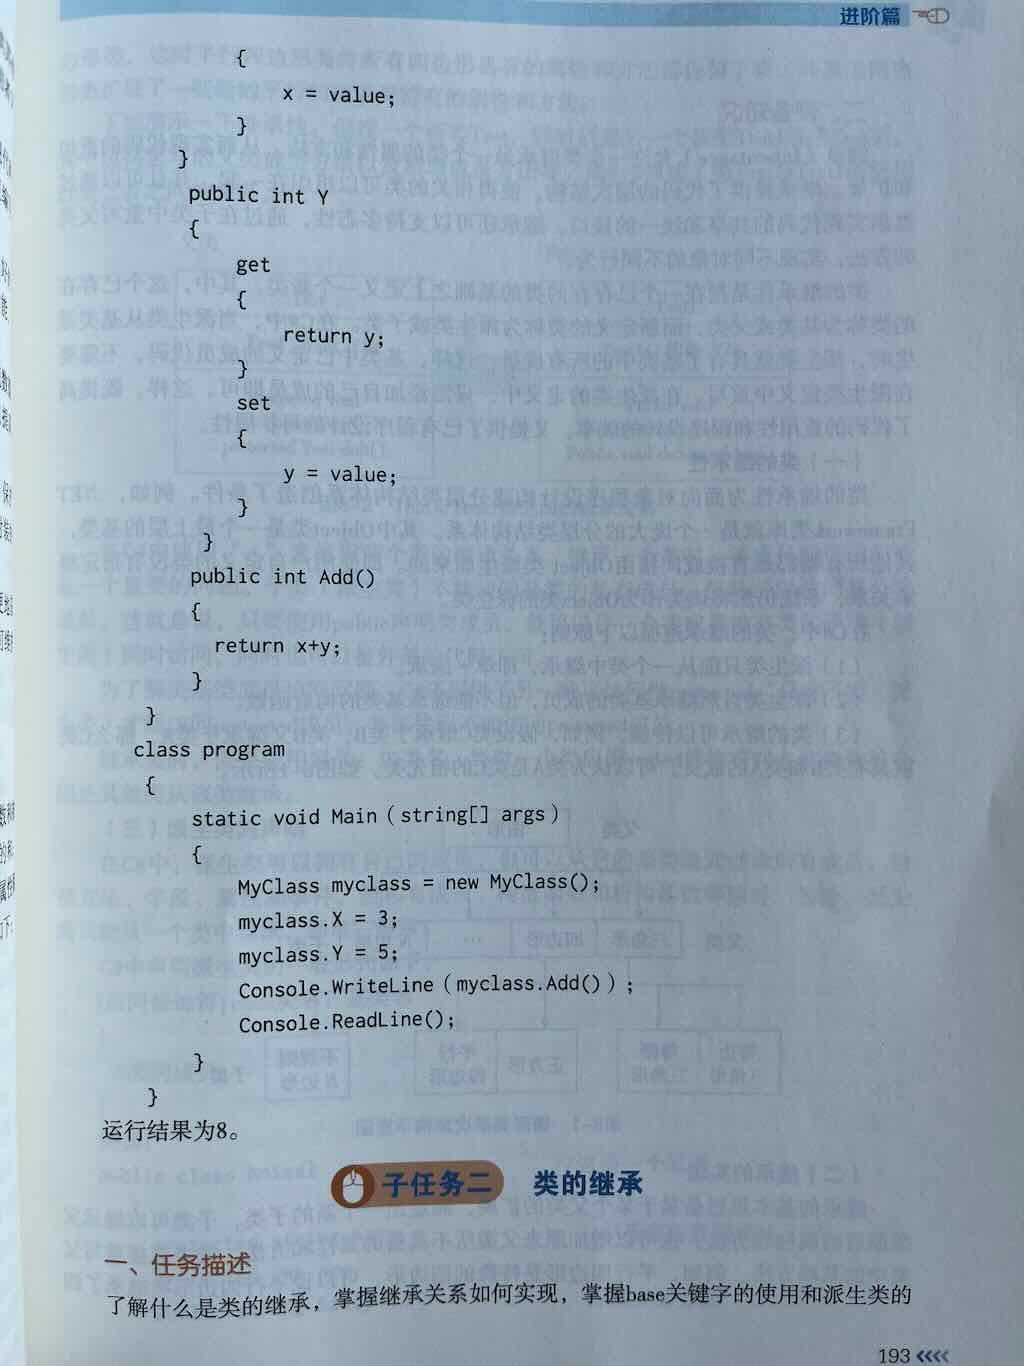 进阶篇
{
x = value;
}
}
public int Y
{
get
{
return y;
}
set
{
y = value;
}
}
public int Add()
{
return x+y;
}
}
class program
{
static void Main（string[] args）
{
MyClass myclass = new MyClass();
myclass.X = 3;
myclass.Y = 5;
Console.WriteLine（myclass.Add()）;
Console.ReadLine();
}
}
运行结果为8。
子任务二 类的继承
一、任务描述
了解什么是类的继承，掌握继承关系如何实现，掌握base关键字的使用和派生类的
193